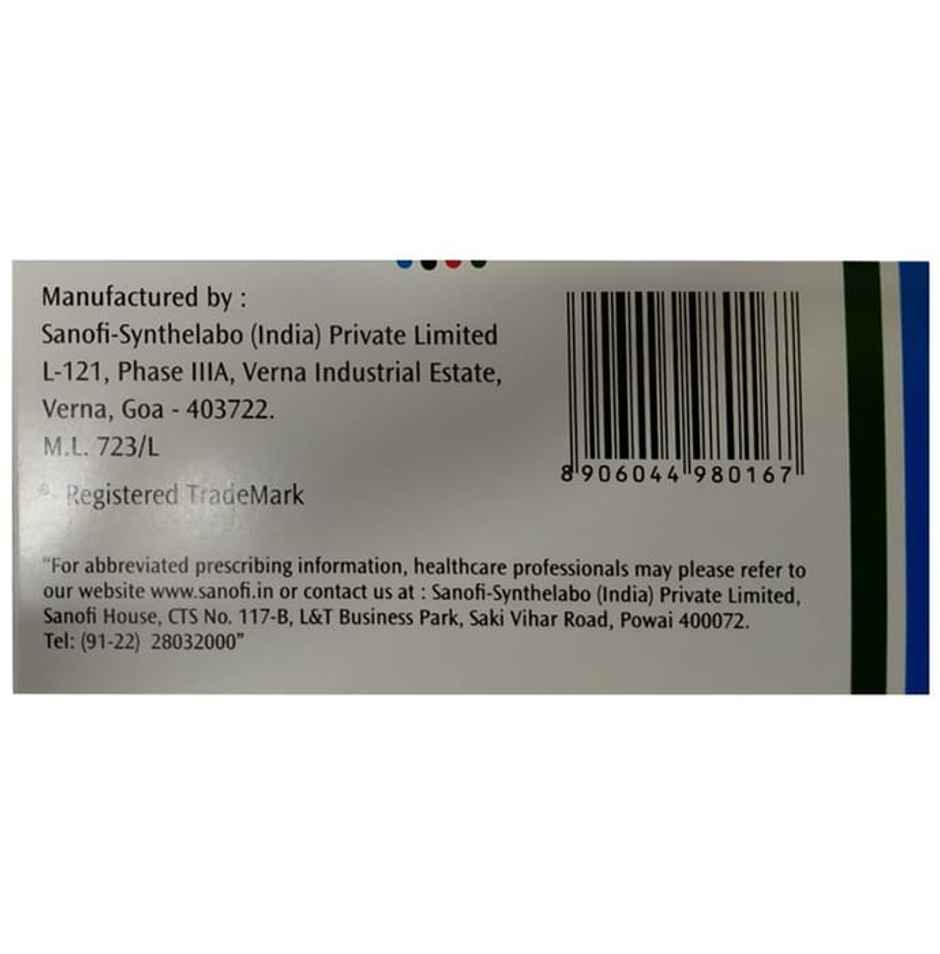 Manufactured by :
Sanofi-Synthelabo (India) Private Limited
L-121, Phase IIIA, Verna Industrial Estate,
Verna, Goa - 403722.
M.L. 723/L
® Registered TradeMark
8 906044 980167
"For abbreviated prescribing information, healthcare professionals may please refer to
our website www.sanofi.in or contact us at : Sanofi-Synthelabo (India) Private Limited,
Sanofi House, CTS No. 117-B, L&T Business Park, Saki Vihar Road, Powai 400072.
Tel: (91-22) 28032000"